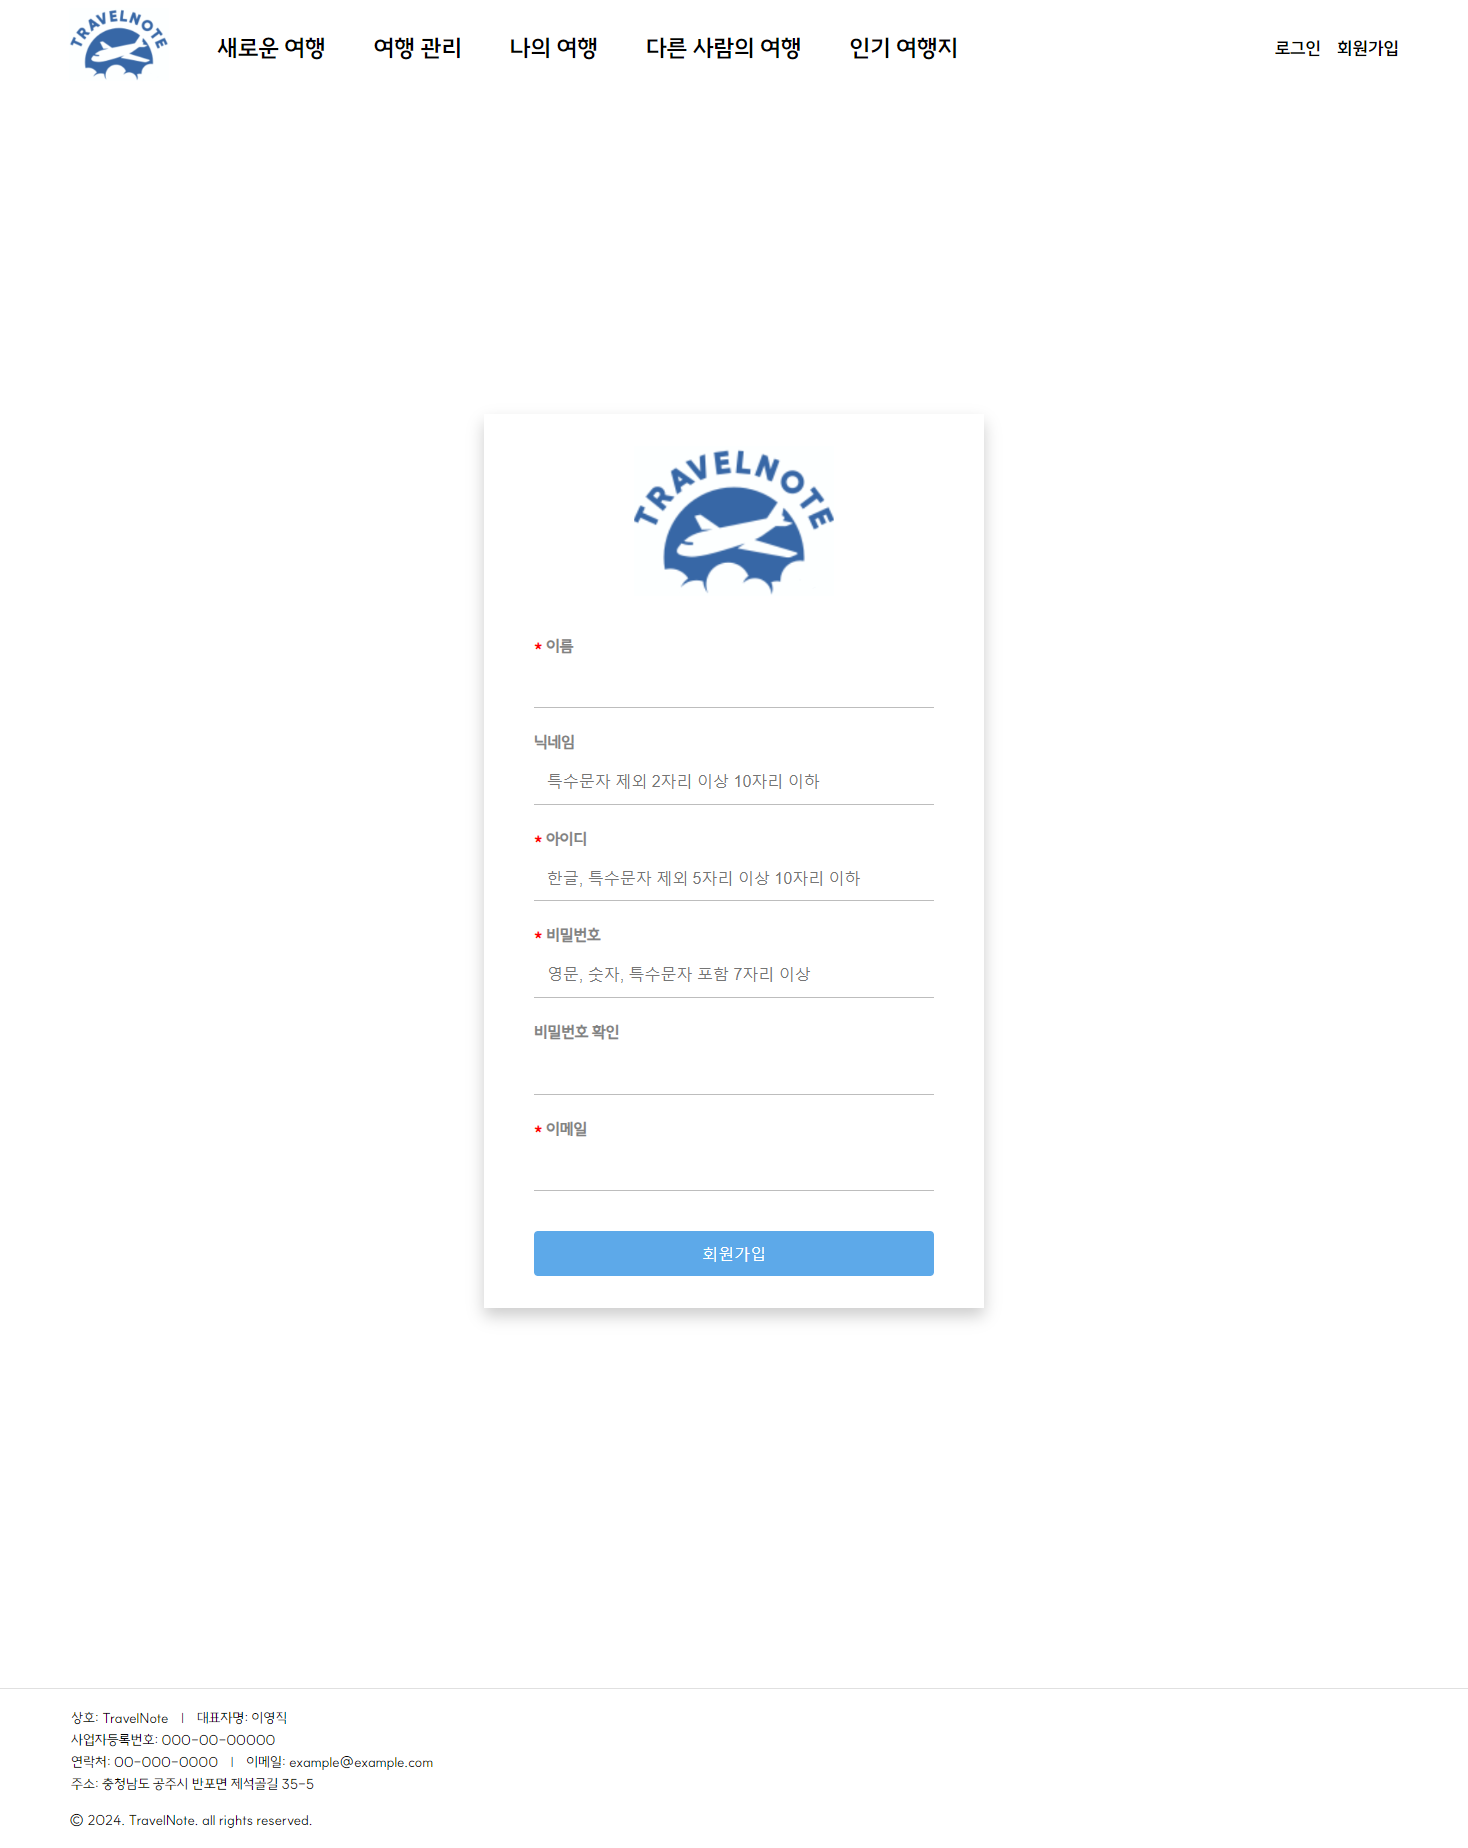 TRAVELNOTE
새로운 여행 여행 관리 나의 여행 다른 사람의 여행 인기 여행지 로그인 회원가입
TRAVELNOTE
* 이름
닉네임
특수문자 제외 2자리 이상 10자리 이하
* 아이디
한글, 특수문자 제외 5자리 이상 10자리 이하
* 비밀번호
영문, 숫자, 특수문자 포함 7자리 이상
비밀번호 확인
* 이메일
회원가입
상호: TravelNote | 대표자명: 이영직
사업자등록번호: 000-00-00000
연락처: 00-000-0000 | 이메일: example@example.com
주소: 충청남도 공주시 반포면 제석골길 35-5
© 2024. TravelNote. all rights reserved.